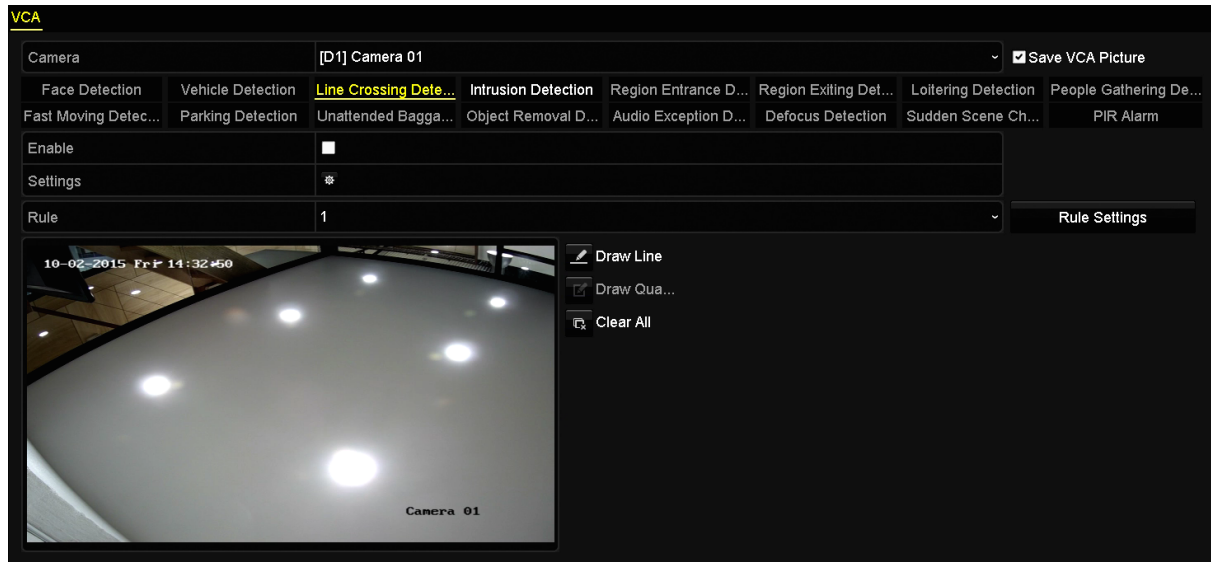 VCA
Camera [D1] Camera 01 Save VCA Picture
Face Detection Vehicle Detection Line Crossing Dete... Intrusion Detection Region Entrance D... Region Exiting Det... Loitering Detection People Gathering De...
Fast Moving Detec... Parking Detection Unattended Bagga... Object Removal D... Audio Exception D... Defocus Detection Sudden Scene Ch... PIR Alarm
Enable
Settings
Rule 1 Rule Settings
10-02-2015 Fri 14:32:50
Draw Line
Draw Qua...
Clear All
Camera 01